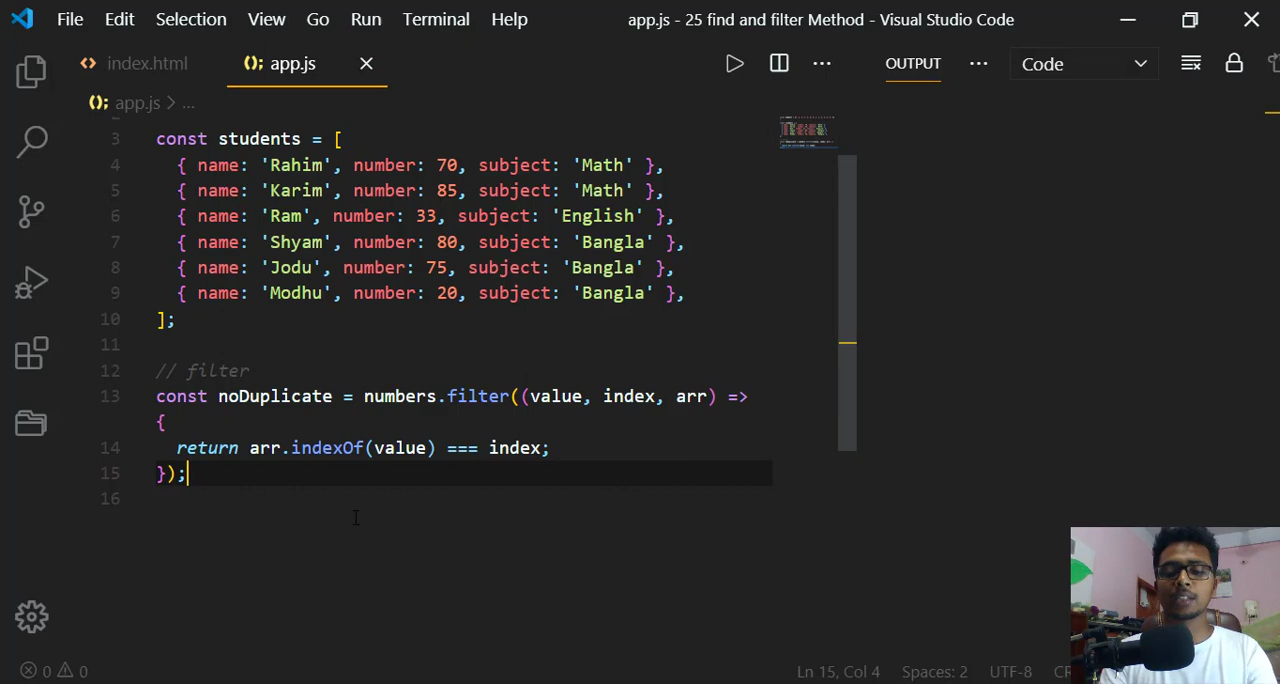 File Edit Selection View Go Run Terminal Help app.js - 25 find and filter Method - Visual Studio Code
index.html app.js OUTPUT Code
app.js > ...
3 const students = [
4 { name: 'Rahim', number: 70, subject: 'Math' },
5 { name: 'Karim', number: 85, subject: 'Math' },
6 { name: 'Ram', number: 33, subject: 'English' },
7 { name: 'Shyam', number: 80, subject: 'Bangla' },
8 { name: 'Jodu', number: 75, subject: 'Bangla' },
9 { name: 'Modhu', number: 20, subject: 'Bangla' },
10 ];
11
12 // filter
13 const noDuplicate = numbers.filter((value, index, arr) =>
{
14 return arr.indexOf(value) === index;
15 });
16
0 0 Ln 15, Col 4 Spaces: 2 UTF-8